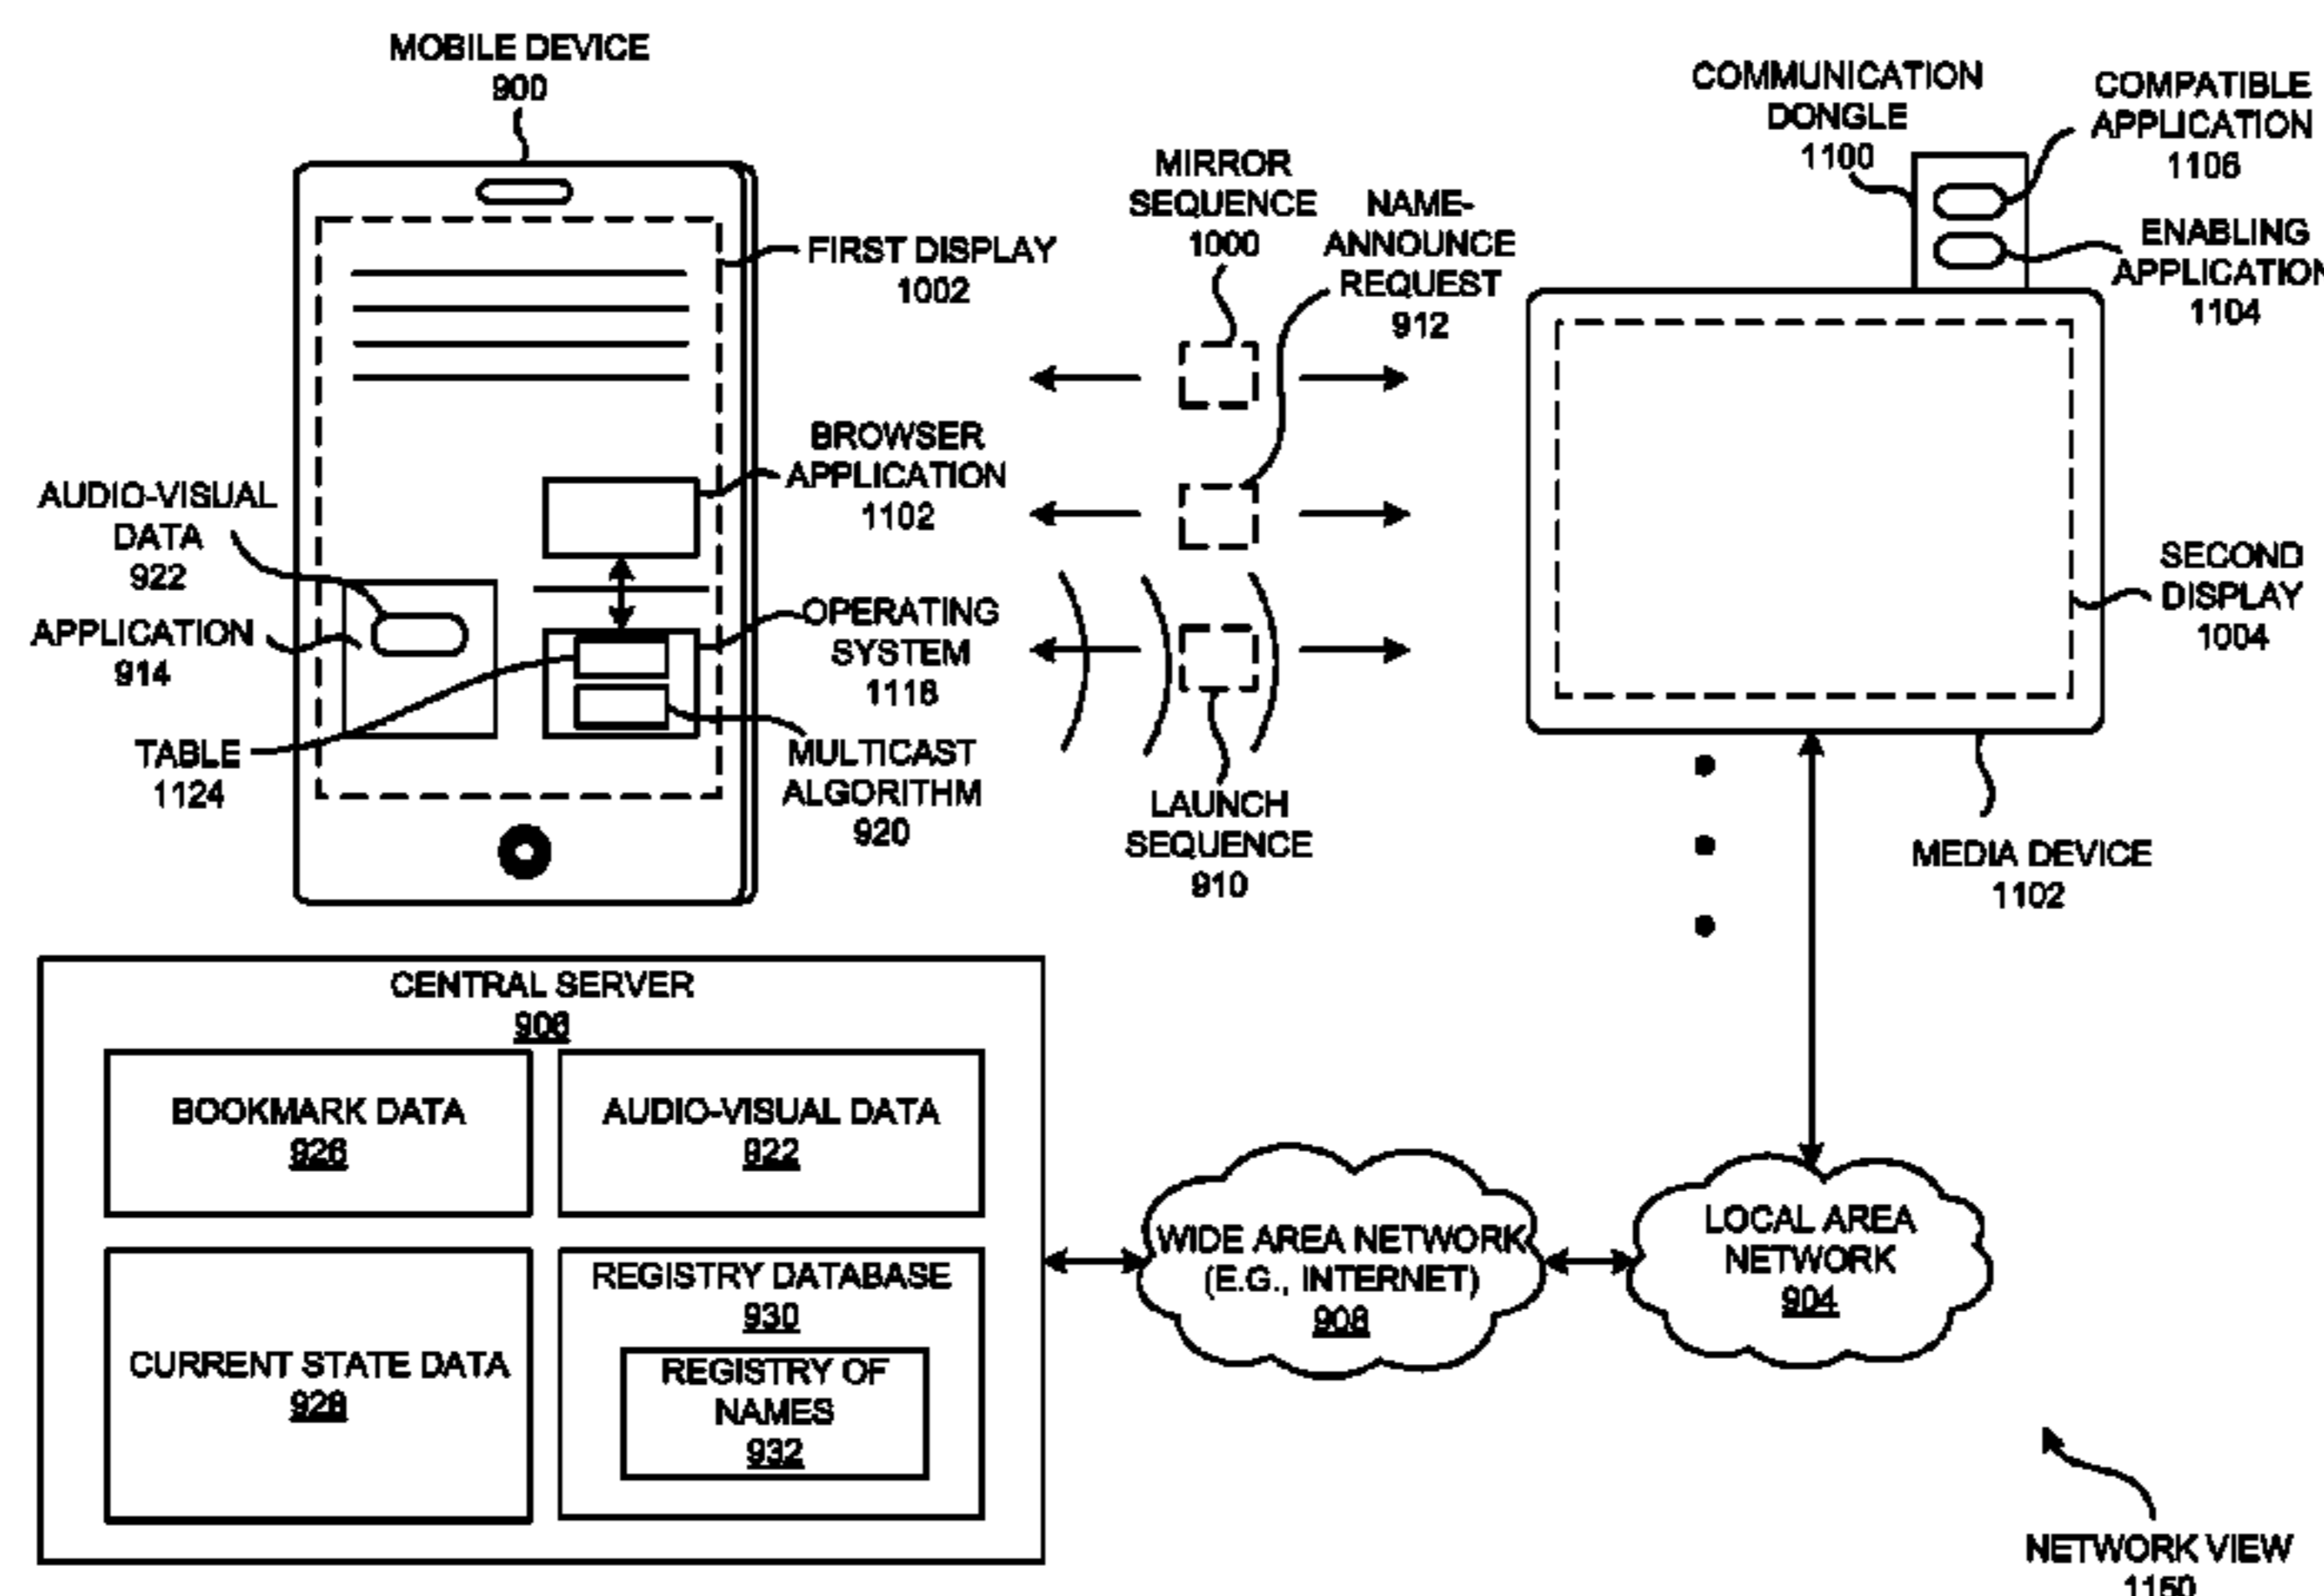 MOBILE DEVICE
900
FIRST DISPLAY
1002
BROWSER
APPLICATION
1102
AUDIO-VISUAL
DATA
922
APPLICATION
914
OPERATING
SYSTEM
1118
TABLE
1124
MULTICAST
ALGORITHM
920
MIRROR
SEQUENCE
1000
NAME-
ANNOUNCE
REQUEST
912
LAUNCH
SEQUENCE
910
COMMUNICATION
DONGLE
1100
COMPATIBLE
APPLICATION
1106
ENABLING
APPLICATION
1104
SECOND
DISPLAY
1004
MEDIA DEVICE
1102
CENTRAL SERVER
906
BOOKMARK DATA
926
AUDIO-VISUAL DATA
922
CURRENT STATE DATA
928
REGISTRY DATABASE
930
REGISTRY OF
NAMES
932
WIDE AREA NETWORK
(E.G., INTERNET)
908
LOCAL AREA
NETWORK
904
NETWORK VIEW
1150